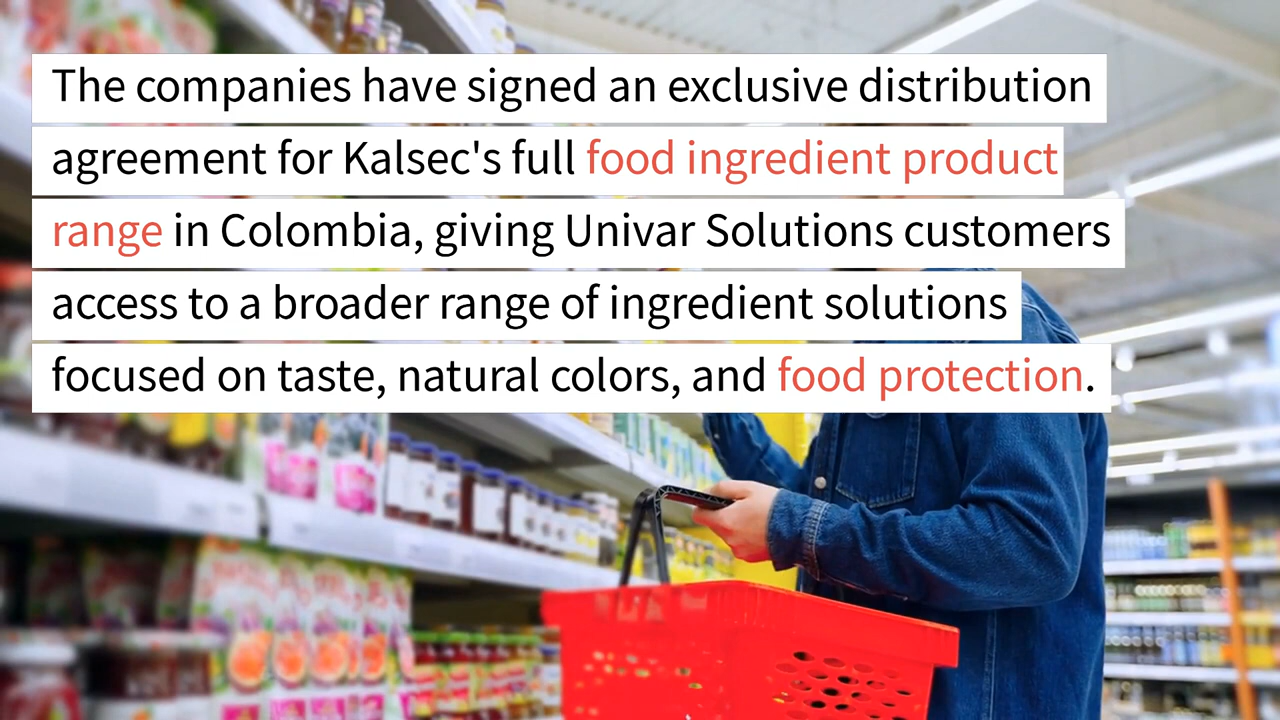 The companies have signed an exclusive distribution
agreement for Kalsec's full food ingredient product
range in Colombia, giving Univar Solutions customers
access to a broader range of ingredient solutions
focused on taste, natural colors, and food protection.